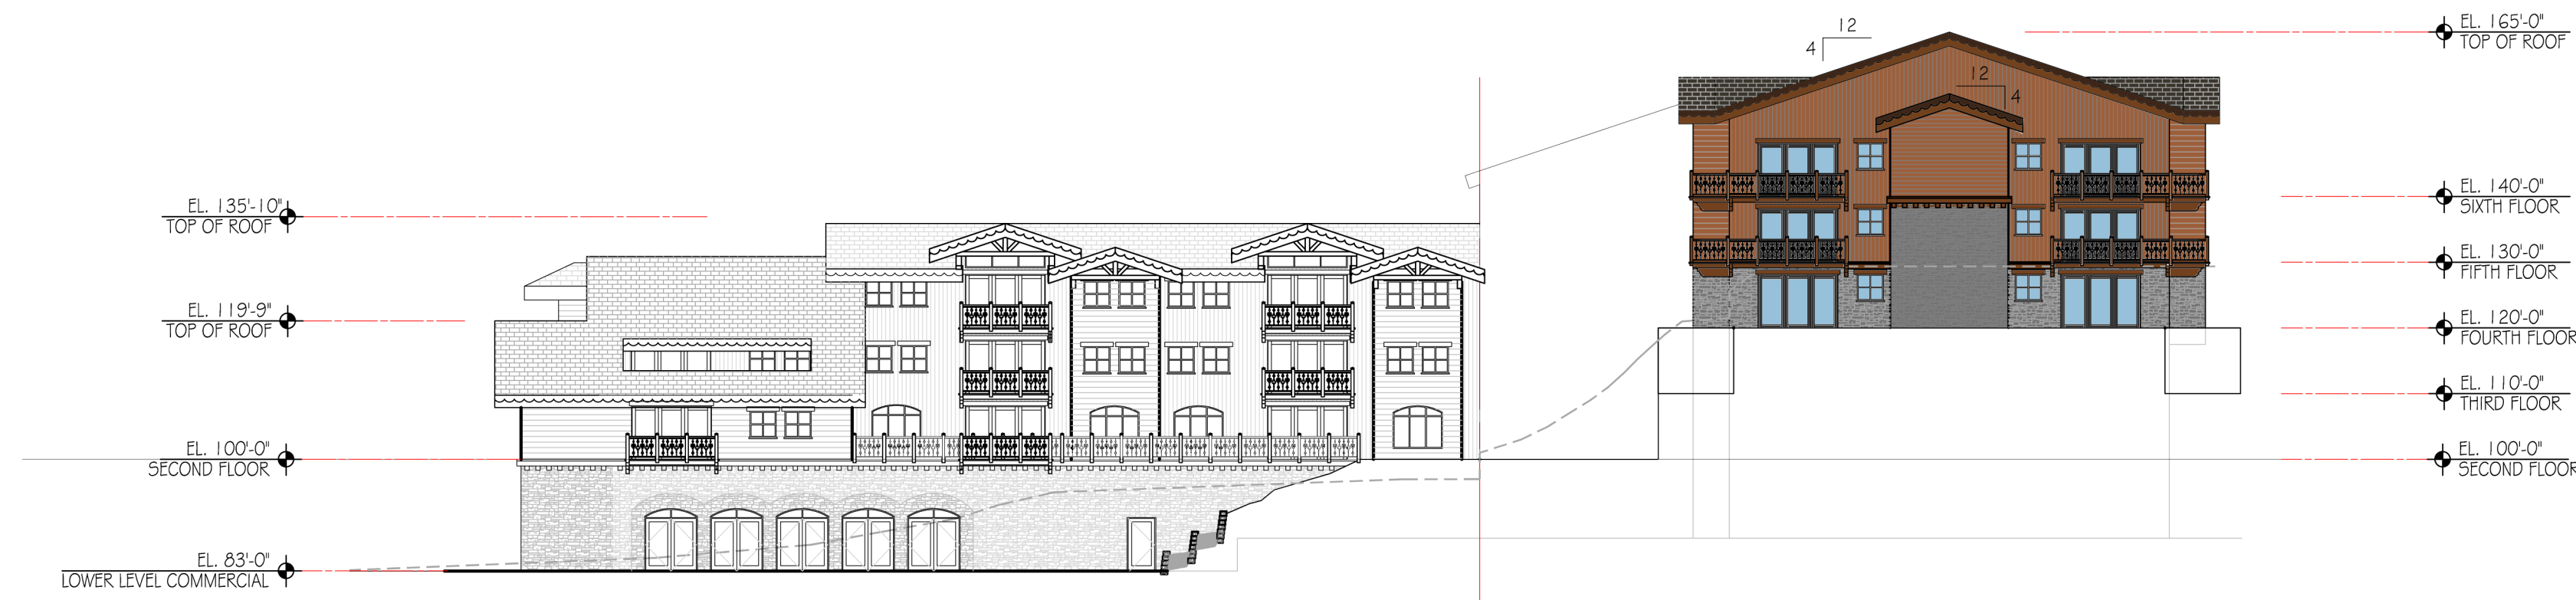 EL. 135'-10"
TOP OF ROOF
EL. 119'-9"
TOP OF ROOF
EL. 100'-0"
SECOND FLOOR
EL. 83'-0"
LOWER LEVEL COMMERCIAL
12
4
12
4
EL. 165'-0"
TOP OF ROOF
EL. 140'-0"
SIXTH FLOOR
EL. 130'-0"
FIFTH FLOOR
EL. 120'-0"
FOURTH FLOOR
EL. 110'-0"
THIRD FLOOR
EL. 100'-0"
SECOND FLOOR